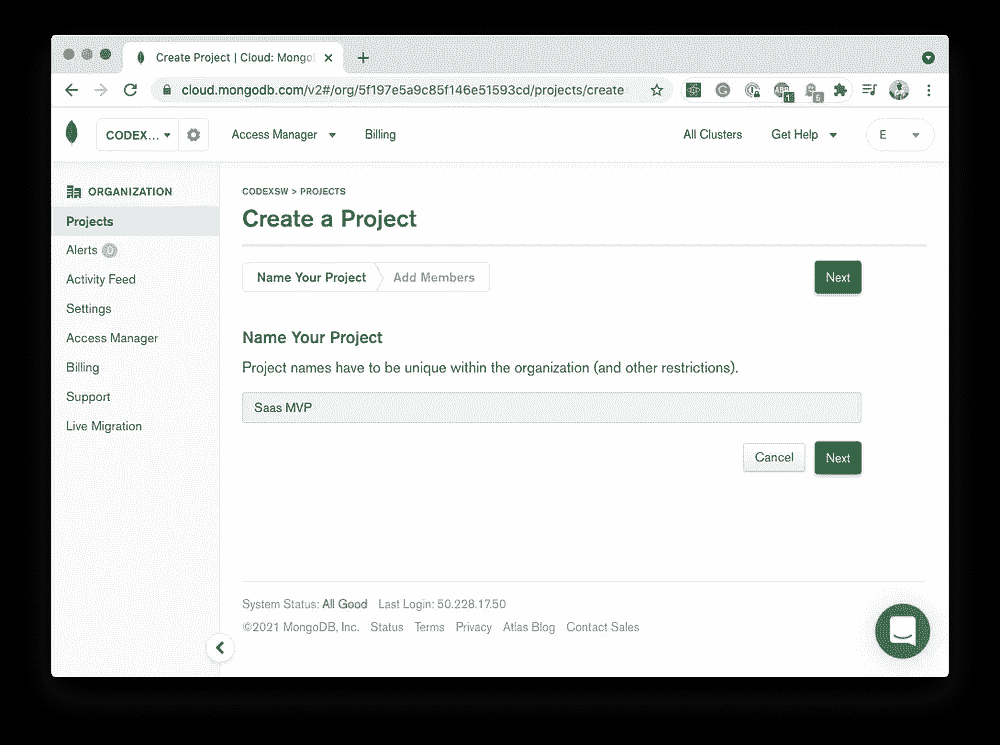 Create Project | Cloud: Mongo
cloud.mongodb.com/v2#/org/5f197e5a9c85f146e51593cd/projects/create
CODEX... Access Manager Billing All Clusters Get Help E
ORGANIZATION
Projects
Alerts
Activity Feed
Settings
Access Manager
Billing
Support
Live Migration
CODEXSW > PROJECTS
Create a Project
Name Your Project Add Members Next
Name Your Project
Project names have to be unique within the organization (and other restrictions).
Saas MVP
Cancel Next
System Status: All Good Last Login: 50.228.17.50
©2021 MongoDB, Inc. Status Terms Privacy Atlas Blog Contact Sales